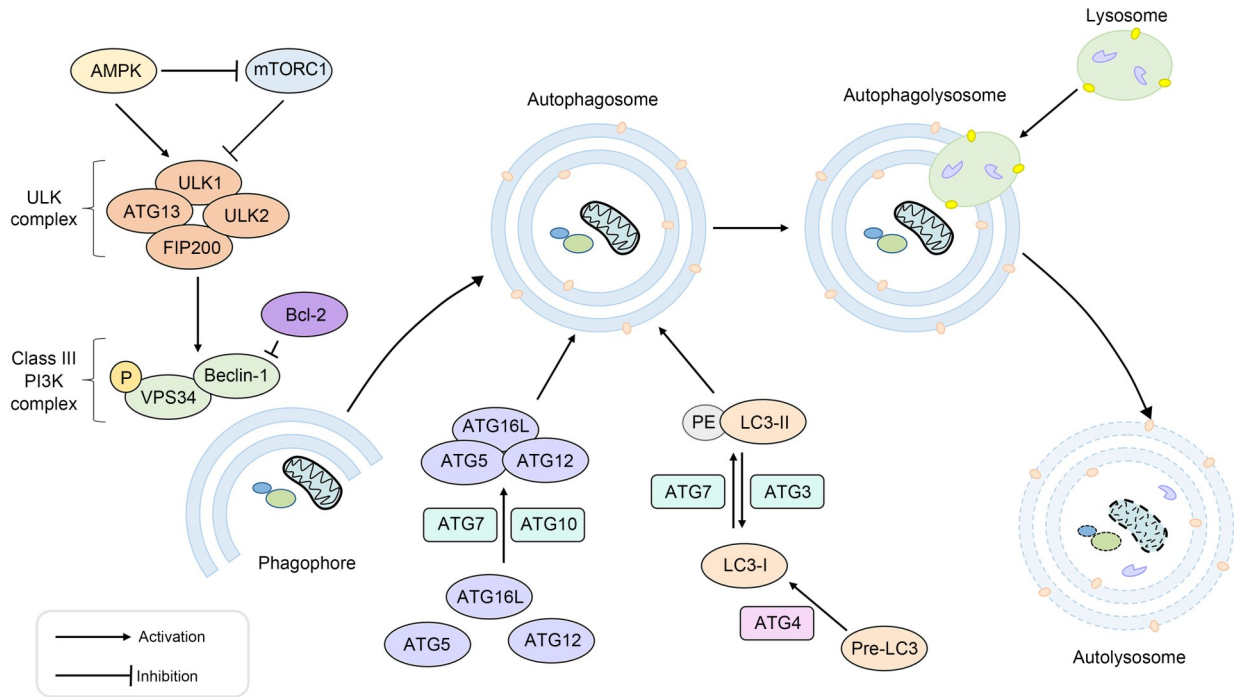 AMPK
mTORC1
ULK
complex
ULK1
ATG13
ULK2
FIP200
Bcl-2
Class III
PI3K
complex
P
VPS34
Beclin-1
Phagophore
Activation
Inhibition
Autophagosome
ATG16L
ATG5
ATG12
ATG7
ATG10
ATG16L
ATG5
ATG12
PE
LC3-II
ATG7
ATG3
LC3-I
ATG4
Pre-LC3
Autophagolysosome
Lysosome
Autolysosome